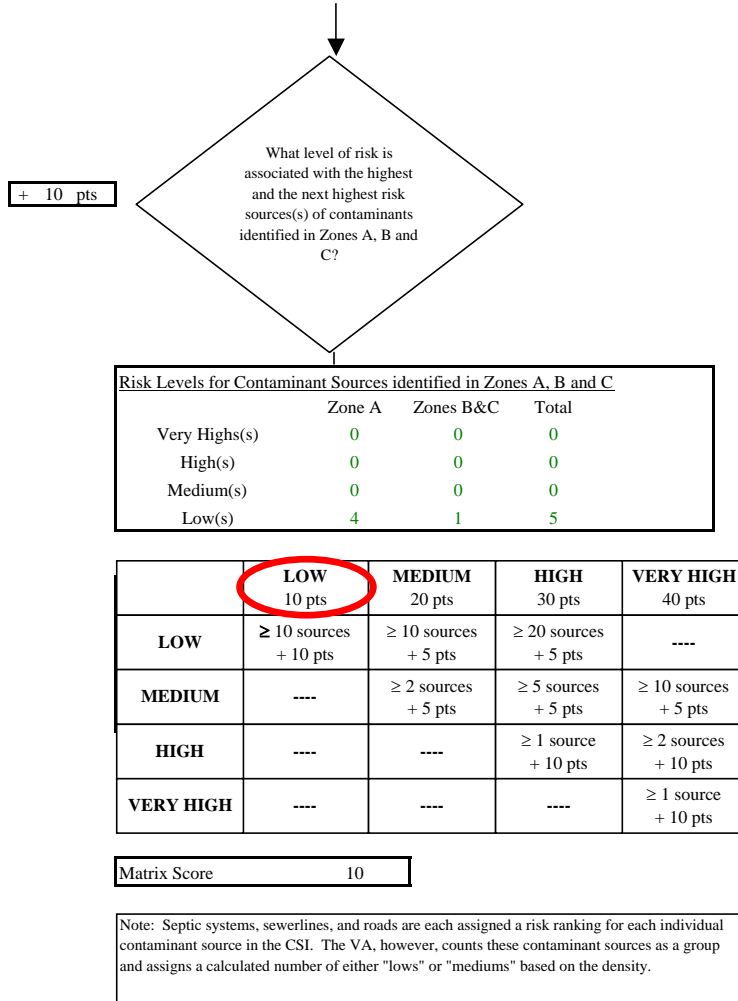 What level of risk is
associated with the highest
and the next highest risk
sources(s) of contaminants
identified in Zones A, B and
C?
+ 10 pts
Risk Levels for Contaminant Sources identified in Zones A, B and C
Zone A Zones B&C Total
Very Highs(s) 0 0 0
High(s) 0 0 0
Medium(s) 0 0 0
Low(s) 4 1 5
LOW MEDIUM HIGH VERY HIGH
10 pts 20 pts 30 pts 40 pts
LOW ≥ 10 sources + 10 pts ≥ 10 sources + 5 pts ≥ 20 sources + 5 pts ----
MEDIUM ---- ≥ 2 sources + 5 pts ≥ 5 sources + 5 pts ≥ 10 sources + 5 pts
HIGH ---- ---- ≥ 1 source + 10 pts ≥ 2 sources + 10 pts
VERY HIGH ---- ---- ---- ≥ 1 source + 10 pts
Matrix Score 10
Note: Septic systems, sewerlines, and roads are each assigned a risk ranking for each individual
contaminant source in the CSI. The VA, however, counts these contaminant sources as a group
and assigns a calculated number of either "lows" or "mediums" based on the density.